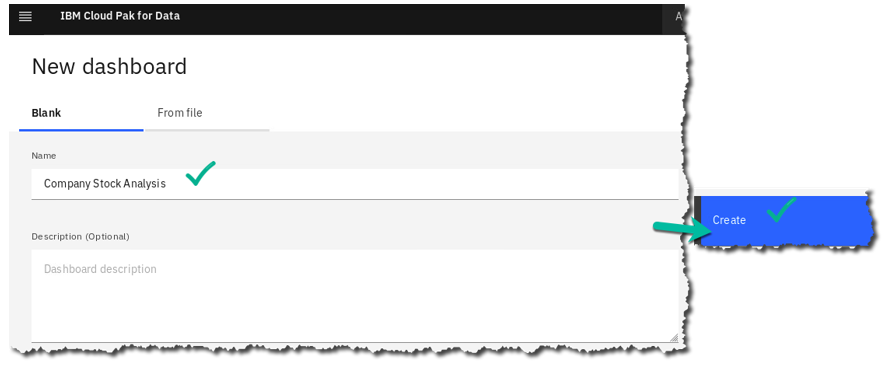 IBM Cloud Pak for Data
A
New dashboard
Blank
From file
Name
Company Stock Analysis
Description (Optional)
Dashboard description
Create